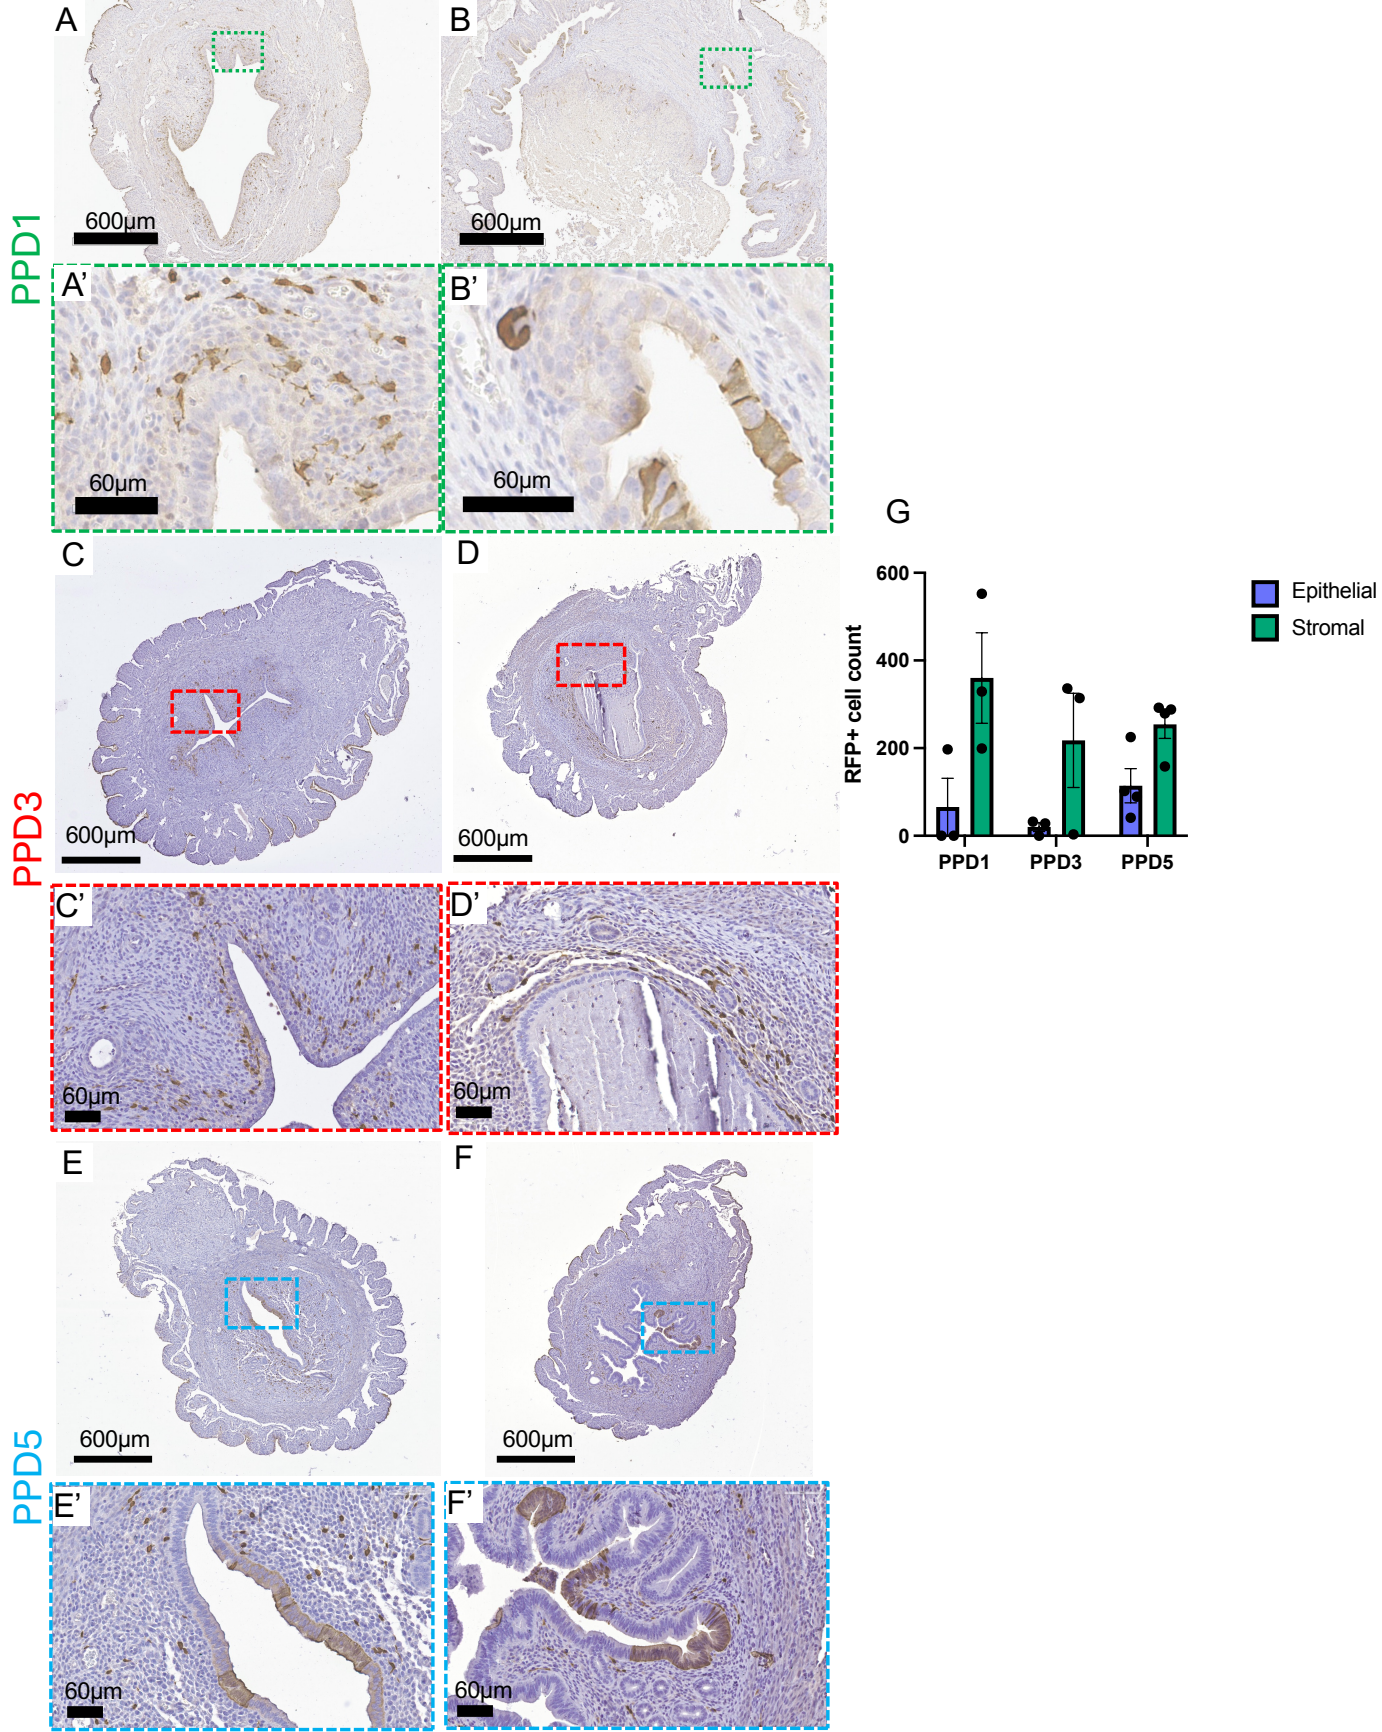 A
B
600µm
600µm
PPD1
A'
B'
60µm
60µm
C
D
600µm
600µm
PPD3
C'
D'
60µm
60µm
E
F
600µm
600µm
PPD5
E'
F'
60µm
60µm
G
600
400
200
0
RFP+ cell count
PPD1 PPD3 PPD5
Epithelial
Stromal